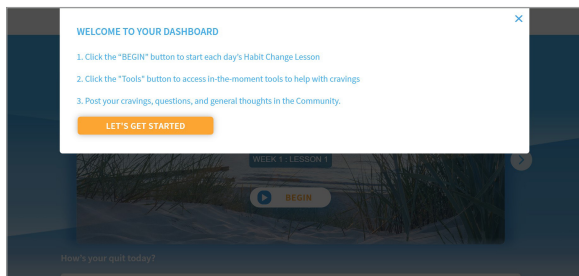 WELCOME TO YOUR DASHBOARD
1. Click the "BEGIN" button to start each day's Habit Change Lesson
2. Click the "Tools" button to access in-the-moment tools to help with cravings
3. Post your cravings, questions, and general thoughts in the Community.
LET'S GET STARTED
WEEK 1 : LESSON 1
BEGIN
How's your quit today?